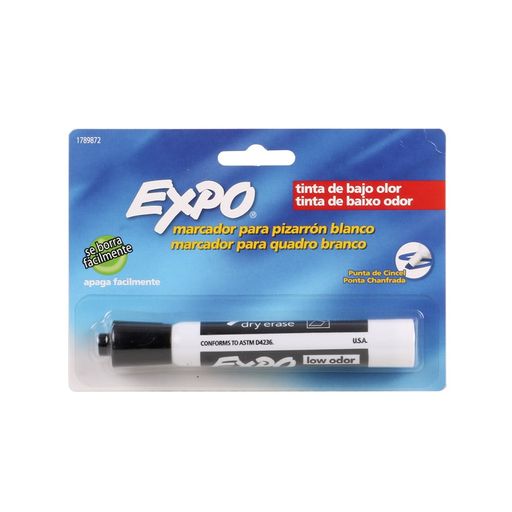 1789872
EXPO®
tinta de bajo olor
tinta de baixo odor
marcador para pizarrón blanco
marcador para quadro branco
se borra
fácilmente
apaga facilmente
Punta de Cincel
Ponta Chanfrada
dry erase
CONFORMS TO ASTM D4236.
U.S.A.
EXPO low odor